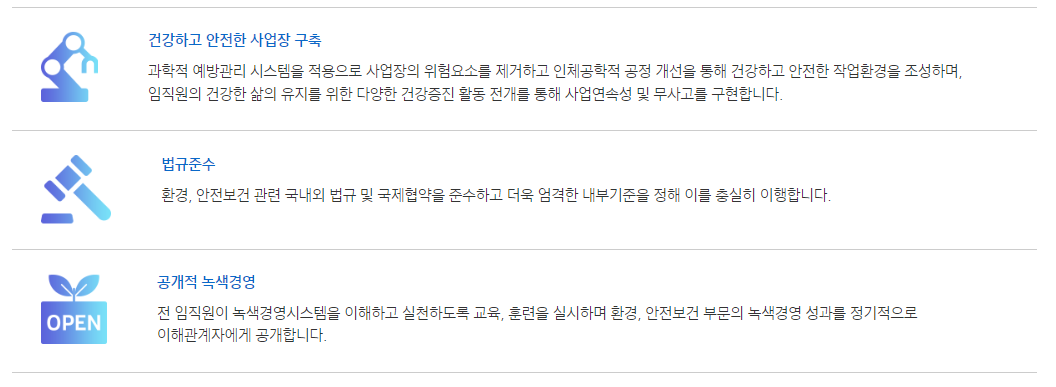 건강하고 안전한 사업장 구축
과학적 예방관리 시스템을 적용으로 사업장의 위험요소를 제거하고 인체공학적 공정 개선을 통해 건강하고 안전한 작업환경을 조성하며,
임직원의 건강한 삶의 유지를 위한 다양한 건강증진 활동 전개를 통해 사업연속성 및 무사고를 구현합니다.
법규준수
환경, 안전보건 관련 국내외 법규 및 국제협약을 준수하고 더욱 엄격한 내부기준을 정해 이를 충실히 이행합니다.
공개적 녹색경영
OPEN
전 임직원이 녹색경영시스템을 이해하고 실천하도록 교육, 훈련을 실시하며 환경, 안전보건 부문의 녹색경영 성과를 정기적으로
이해관계자에게 공개합니다.